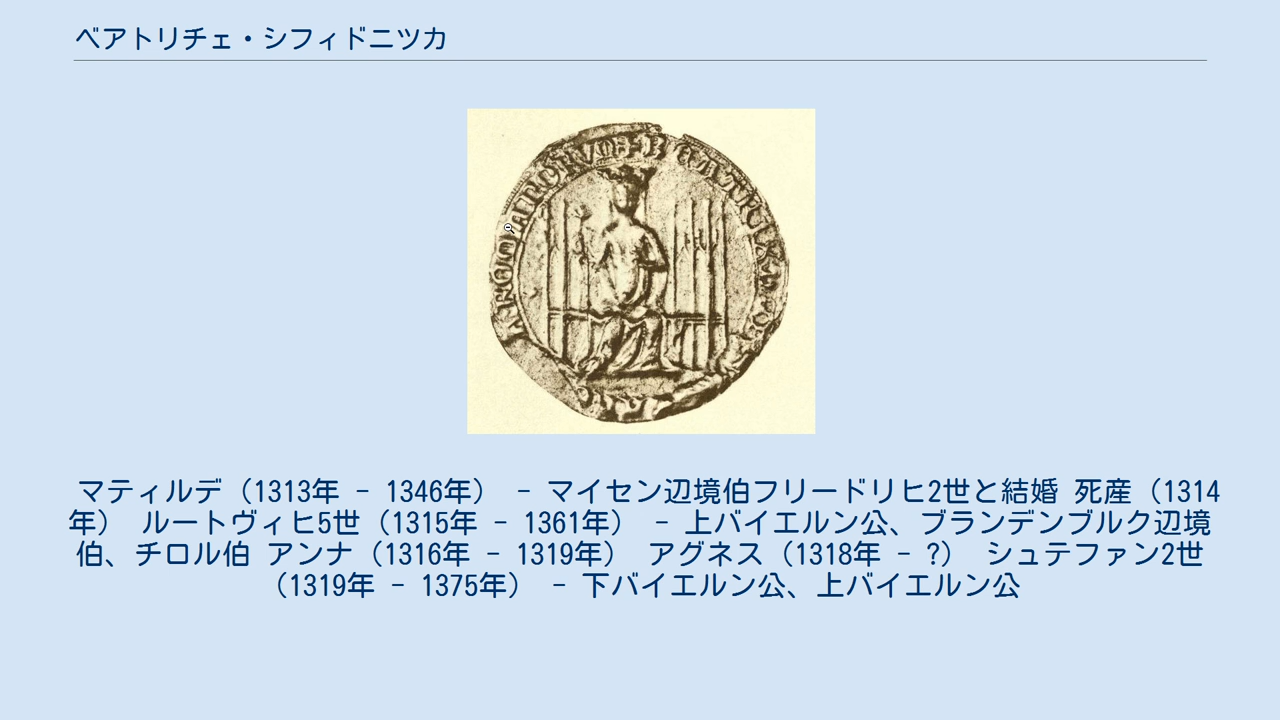 ベアトリチェ・シフィドニツカ
マティルデ（1313年 - 1346年） - マイセン辺境伯フリードリヒ2世と結婚 死産（1314
年） ルートヴィヒ5世（1315年 - 1361年） - 上バイエルン公、ブランデンブルク辺境
伯、チロル伯 アンナ（1316年 - 1319年） アグネス（1318年 - ?） シュテファン2世
（1319年 - 1375年） - 下バイエルン公、上バイエルン公